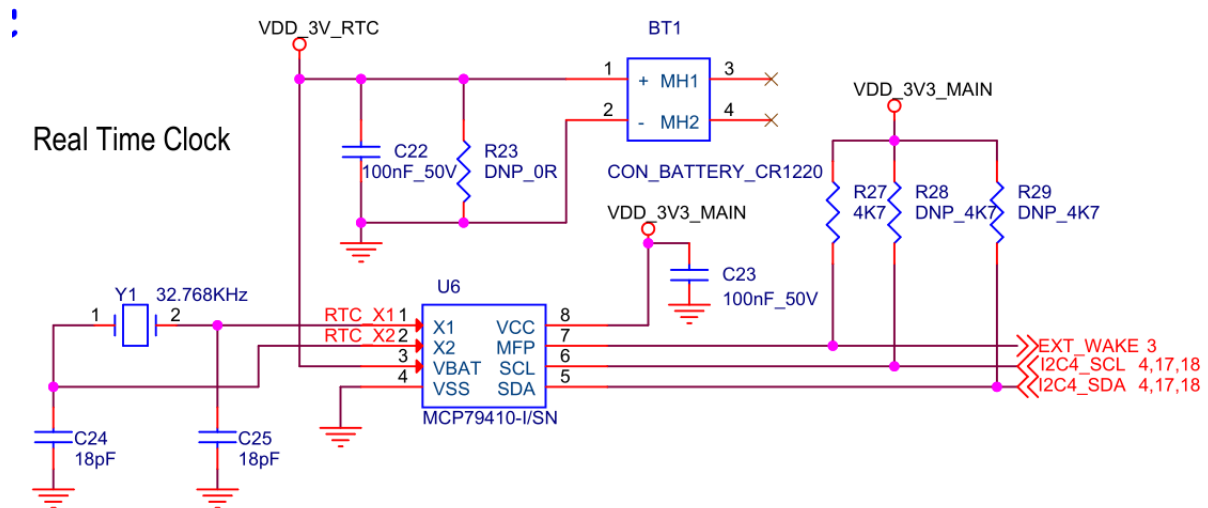 VDD_3V_RTC
BT1
1
+ MH1
3
2
- MH2
4
VDD_3V3_MAIN
Real Time Clock
C22
100nF_50V
R23
DNP_0R
CON_BATTERY_CR1220
R27
4K7
R28
DNP_4K7
R29
DNP_4K7
VDD_3V3_MAIN
C23
100nF_50V
Y1
32.768KHz
1
2
U6
RTC_X1
1
X1
VCC
8
RTC_X2
2
X2
MFP
7
EXT_WAKE 3
3
VBAT
SCL
6
I2C4_SCL 4,17,18
4
VSS
SDA
5
I2C4_SDA 4,17,18
MCP79410-I/SN
C24
18pF
C25
18pF